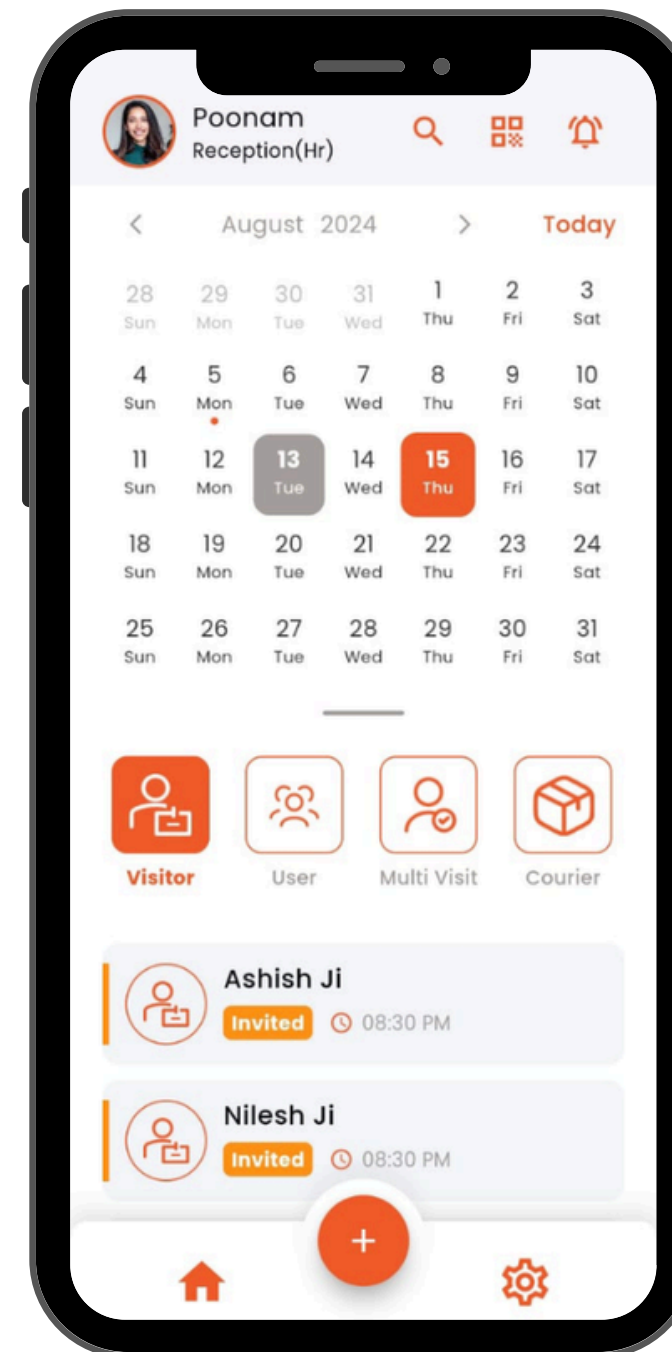 Poonam
Reception(Hr)
August 2024 Today
28 29 30 31 1 2 3
Sun Mon Tue Wed Thu Fri Sat
4 5 6 7 8 9 10
Sun Mon Tue Wed Thu Fri Sat
11 12 13 14 15 16 17
Sun Mon Tue Wed Thu Fri Sat
18 19 20 21 22 23 24
Sun Mon Tue Wed Thu Fri Sat
25 26 27 28 29 30 31
Sun Mon Tue Wed Thu Fri Sat
Visitor User Multi Visit Courier
Ashish Ji
Invited 08:30 PM
Nilesh Ji
Invited 08:30 PM
+